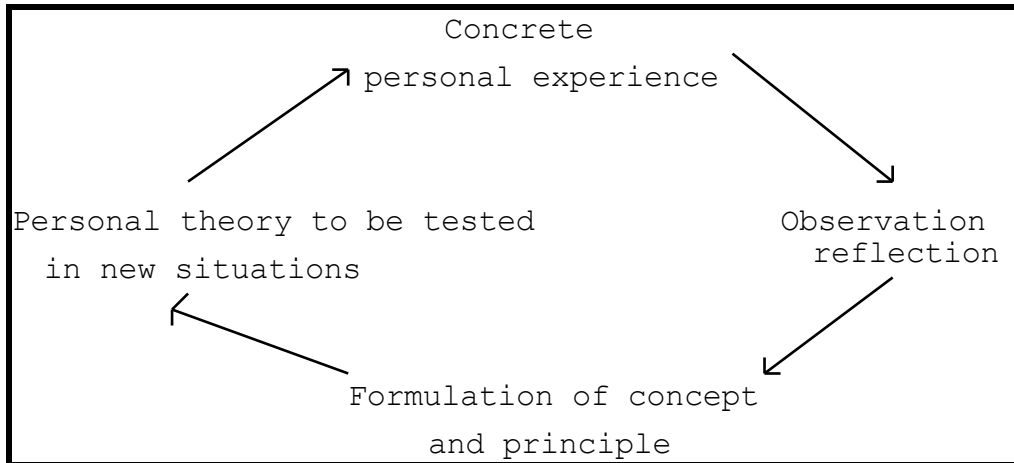 Concrete
personal experience
Personal theory to be tested
in new situations
Observation
reflection
Formulation of concept
and principle